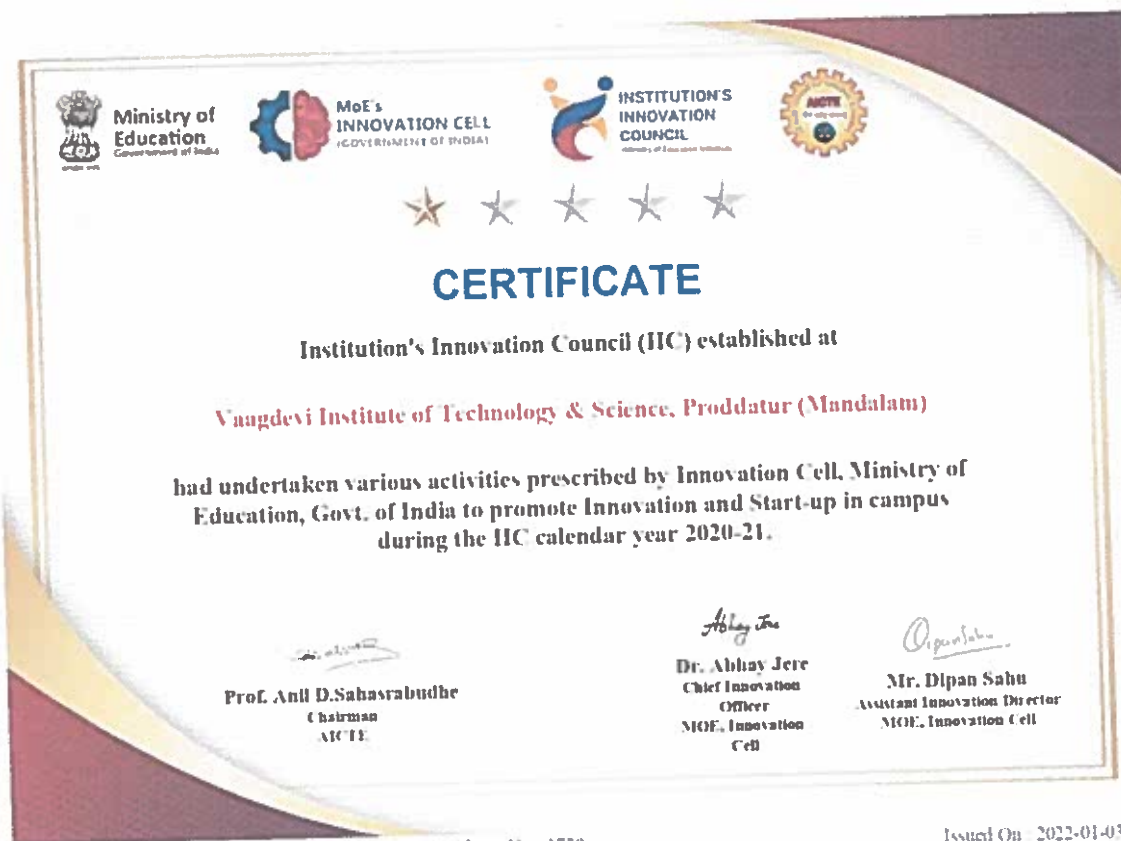 Ministry of
Education
Government of India
MoE's
INNOVATION CELL
(GOVERNMENT OF INDIA)
INSTITUTION'S
INNOVATION
COUNCIL
AICTE
CERTIFICATE
Institution's Innovation Council (IIC) established at
Vaagdevi Institute of Technology & Science, Proddatur (Mandalam)
had undertaken various activities prescribed by Innovation Cell, Ministry of
Education, Govt. of India to promote Innovation and Start-up in campus
during the IIC calendar year 2020-21.
Abhay Jere
Dipan Sahu
Prof. Anil D.Sahasrabudhe
Chairman
AICTE
Dr. Abhay Jere
Chief Innovation
Officer
MOE, Innovation
Cell
Mr. Dipan Sahu
Assistant Innovation Director
MOE, Innovation Cell
Issued On : 2022-01-03